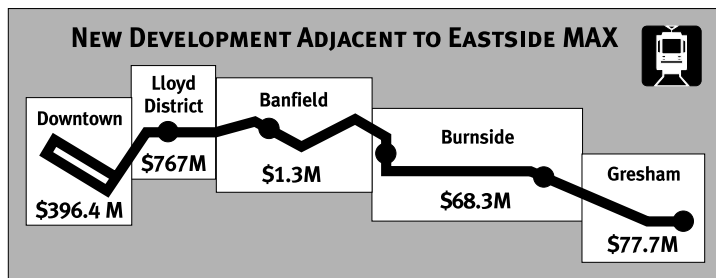 New Development Adjacent to Eastside MAX
Downtown
$396.4 M
Lloyd
District
$767M
Banfield
$1.3M
Burnside
$68.3M
Gresham
$77.7M